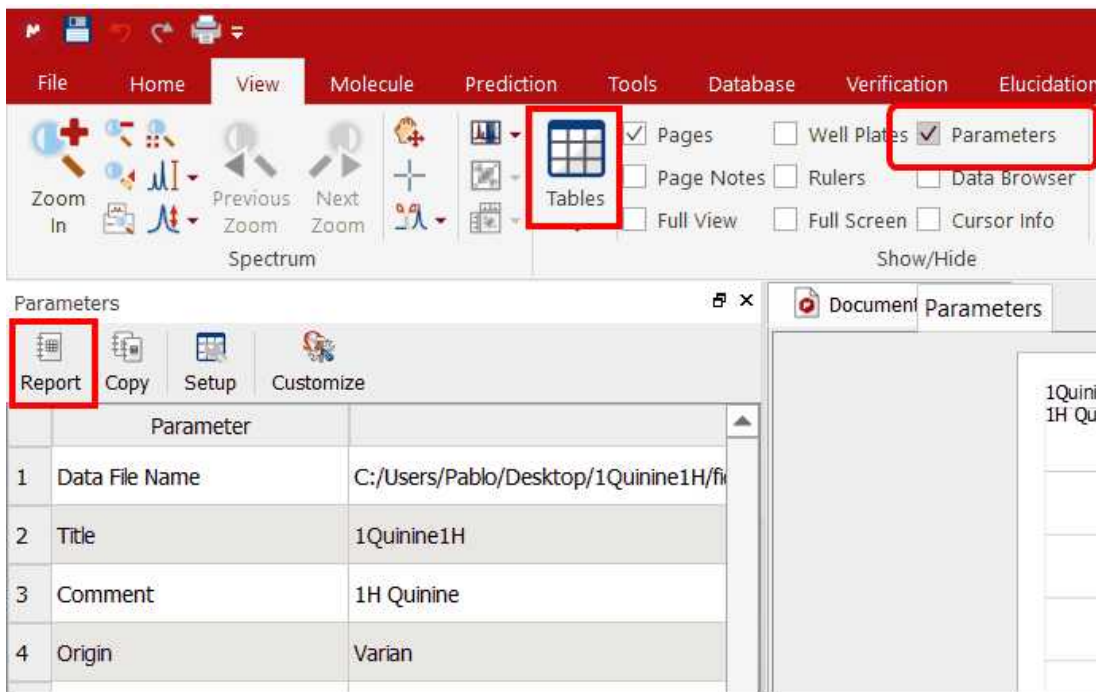 File Home View Molecule Prediction Tools Database Verification Elucidation
Zoom In
Previous Zoom
Next Zoom
Tables
Pages Well Plates Parameters
Page Notes Rulers Data Browser
Full View Full Screen Cursor Info
Spectrum Show/Hide
Parameters
Document Parameters
Report Copy Setup Customize
Parameter
1 Data File Name C:/Users/Pablo/Desktop/1Quinine1H/fi
2 Title 1Quinine1H
3 Comment 1H Quinine
4 Origin Varian
1Quini
1H Qu